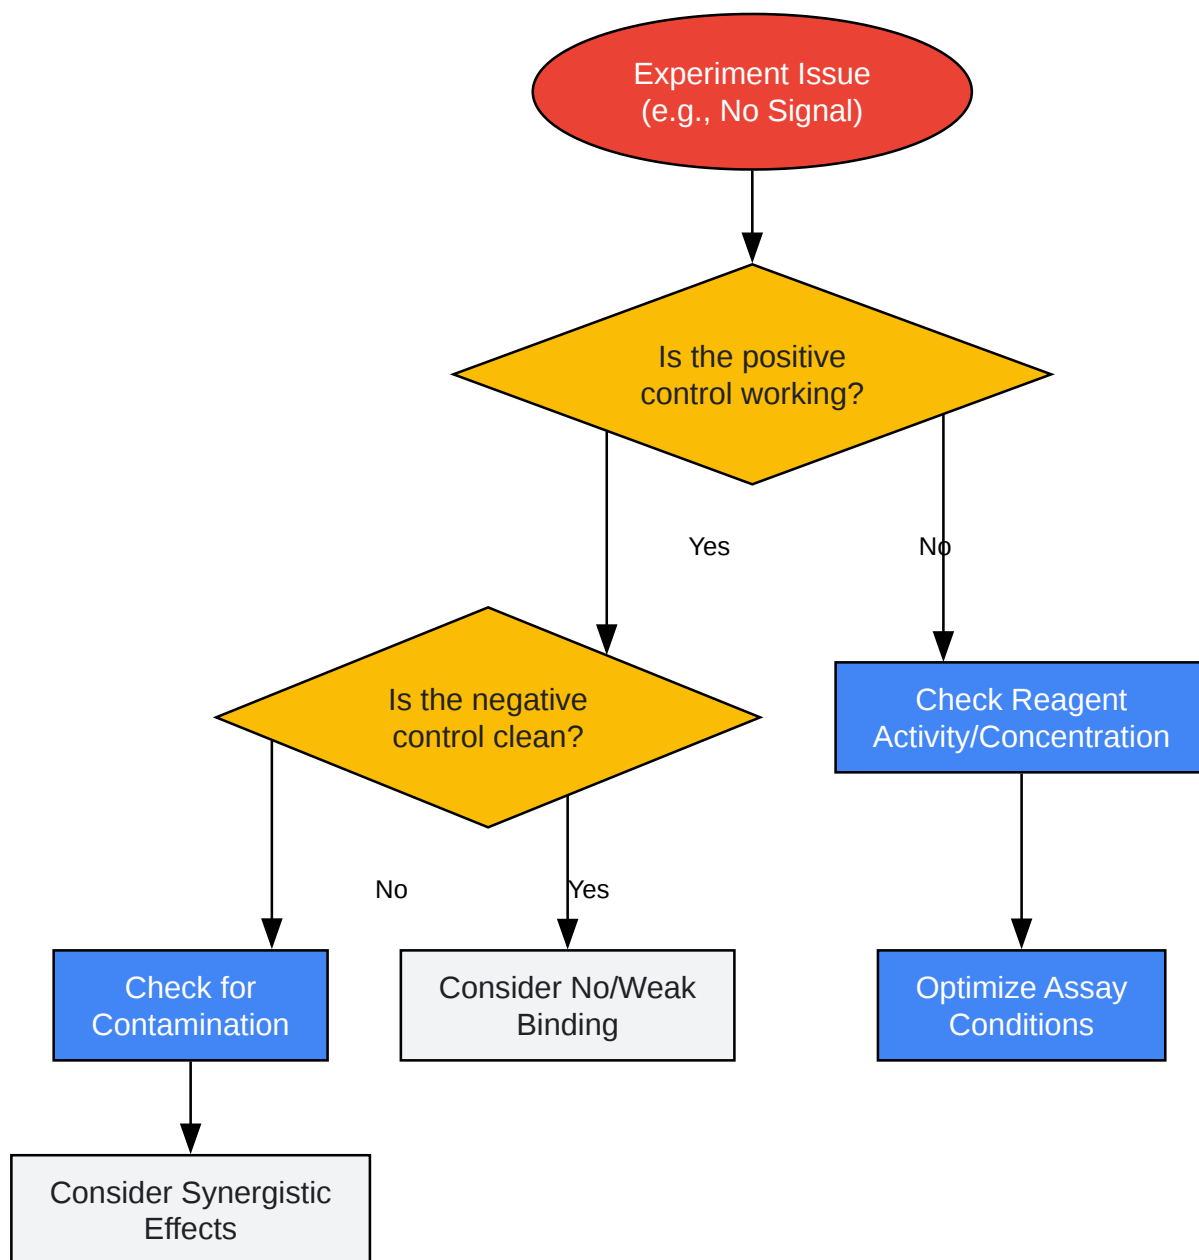 Experiment Issue
(e.g., No Signal)
Is the positive
control working?
Yes
No
Is the negative
control clean?
Check Reagent
Activity/Concentration
No
Yes
Check for
Contamination
Consider No/Weak
Binding
Optimize Assay
Conditions
Consider Synergistic
Effects